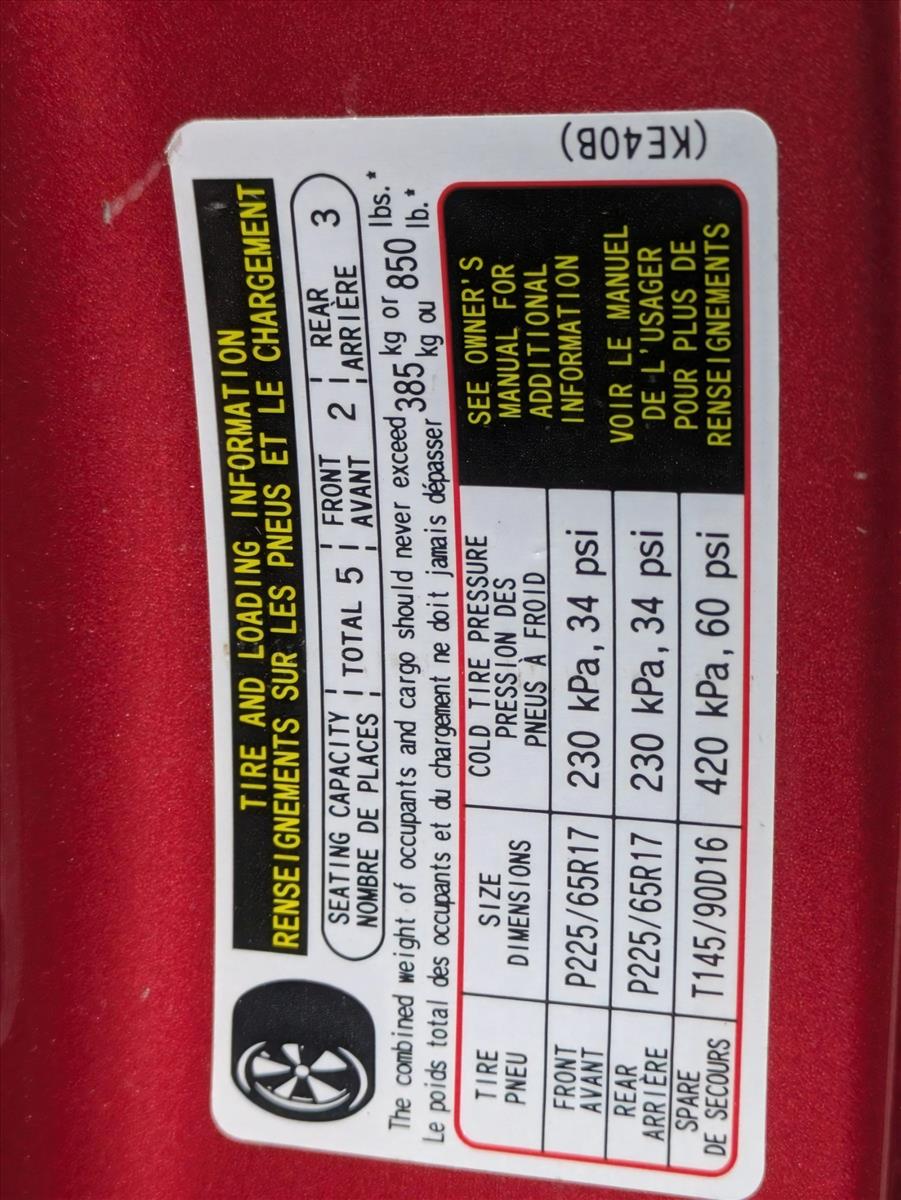 TIRE AND LOADING INFORMATION
RENSEIGNEMENTS SUR LES PNEUS ET LE CHARGEMENT
SEATING CAPACITY
NOMBRE DE PLACES
TOTAL 5
FRONT
AVANT
2
REAR
ARRIÈRE
3
The combined weight of occupants and cargo should never exceed 385 kg or 850 lbs.*
Le poids total des occupants et du chargement ne doit jamais dépasser 385 kg ou 850 lb.*
TIRE
PNEU
SIZE
DIMENSIONS
COLD TIRE PRESSURE
PRESSION DES
PNEUS À FROID
FRONT
AVANT
P225/65R17
230 kPa, 34 psi
REAR
ARRIÈRE
P225/65R17
230 kPa, 34 psi
SPARE
DE SECOURS
T145/90D16
420 kPa, 60 psi
SEE OWNER'S
MANUAL FOR
ADDITIONAL
INFORMATION
VOIR LE MANUEL
DE L'USAGER
POUR PLUS DE
RENSEIGNEMENTS
(KE40B)